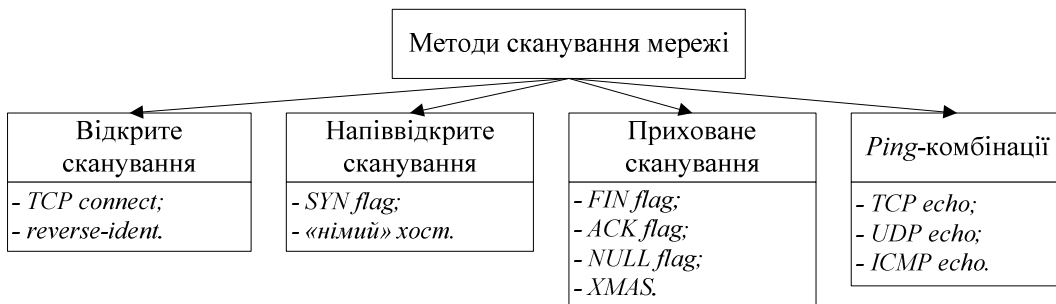 Методи сканування мережі
Відкрите
сканування
- TCP connect;
- reverse-ident.
Напіввідкрите
сканування
- SYN flag;
- «німий» хост.
Приховане
сканування
- FIN flag;
- ACK flag;
- NULL flag;
- XMAS.
Ping-комбінації
- TCP echo;
- UDP echo;
- ICMP echo.